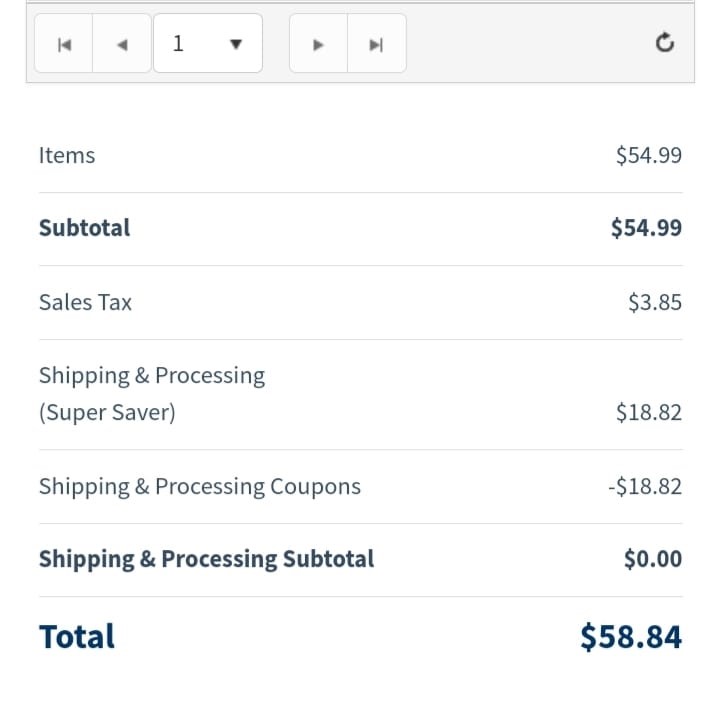 1
Items $54.99
Subtotal $54.99
Sales Tax $3.85
Shipping & Processing
(Super Saver) $18.82
Shipping & Processing Coupons -$18.82
Shipping & Processing Subtotal $0.00
Total $58.84